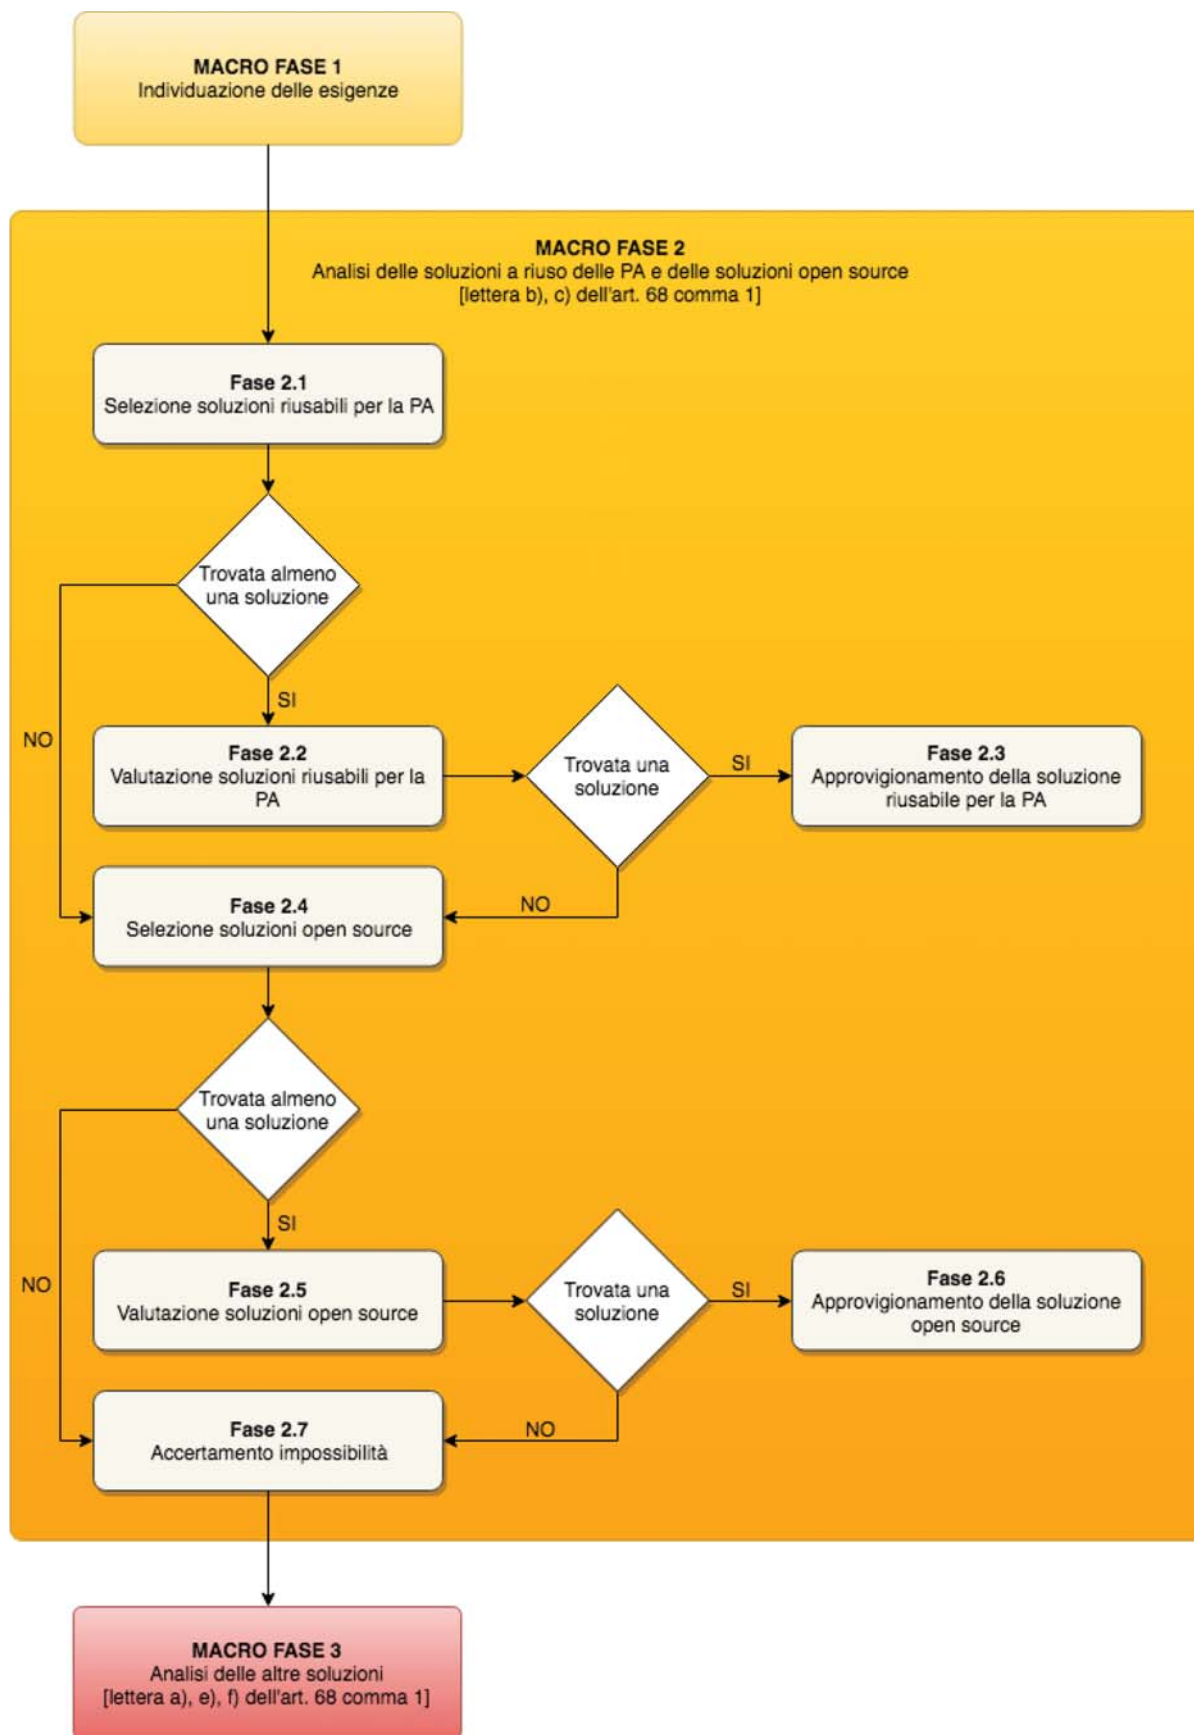 MACRO FASE 1
Individuazione delle esigenze
MACRO FASE 2
Analisi delle soluzioni a riuso delle PA e delle soluzioni open source
[lettera b), c) dell'art. 68 comma 1]
Fase 2.1
Selezione soluzioni riusabili per la PA
Trovata almeno
una soluzione
SI
NO
Fase 2.2
Valutazione soluzioni riusabili per la
PA
Trovata una
soluzione
SI
Fase 2.3
Approvigionamento della soluzione
riusabile per la PA
NO
Fase 2.4
Selezione soluzioni open source
Trovata almeno
una soluzione
SI
NO
Fase 2.5
Valutazione soluzioni open source
Trovata una
soluzione
SI
Fase 2.6
Approvigionamento della soluzione
open source
NO
Fase 2.7
Accertamento impossibilità
MACRO FASE 3
Analisi delle altre soluzioni
[lettera a), e), f) dell'art. 68 comma 1]